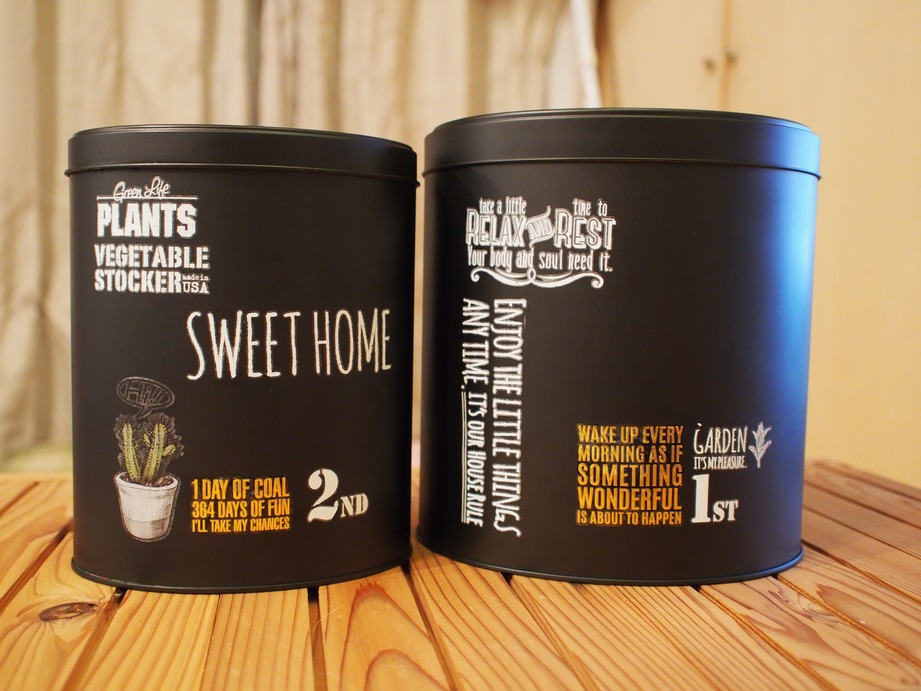 Green Life
PLANTS
VEGETABLE
STOCKER made in
USA
SWEET HOME
1 DAY OF COAL
364 DAYS OF FUN
I'LL TAKE MY CHANCES
2ND
take a little time to
RELAX AND REST
Your body and soul need it.
ENJOY THE LITTLE THINGS
ANY TIME. IT'S OUR HOUSE RULE
WAKE UP EVERY
MORNING AS IF
SOMETHING
WONDERFUL
IS ABOUT TO HAPPEN
GARDEN
IT'S MY PLEASURE.
1ST